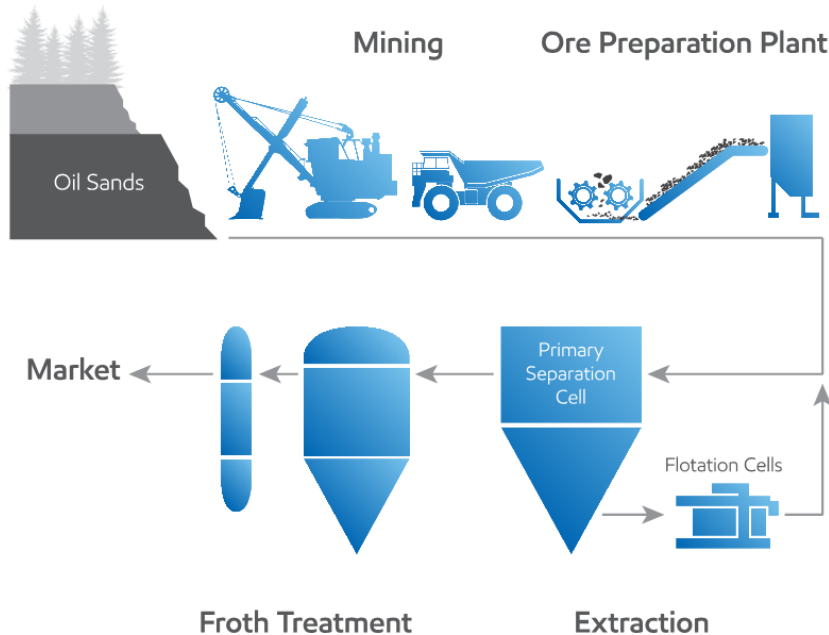 Mining
Ore Preparation Plant
Oil Sands
Market
Primary
Separation
Cell
Flotation Cells
Froth Treatment
Extraction